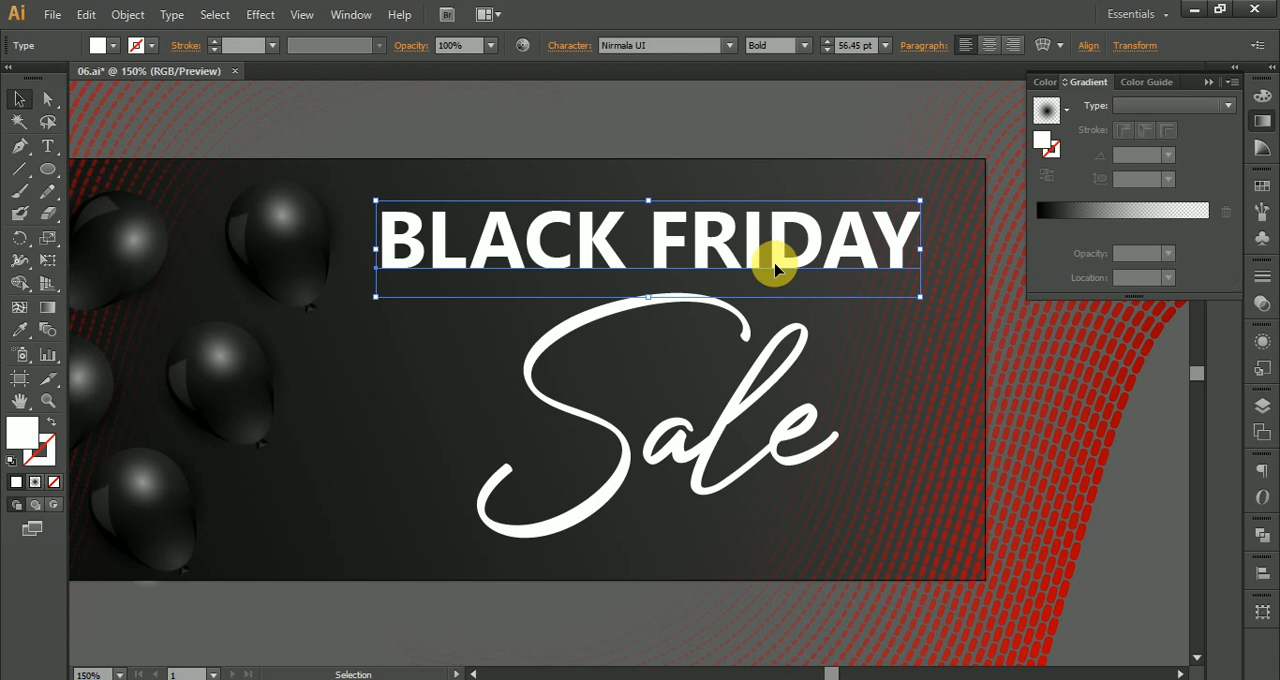 Ai File Edit Object Type Select Effect View Window Help Br Essentials
Type Stroke: Opacity: 100% Character: Nirmala UI Bold 56.45 pt Paragraph: Align Transform
06.ai* @ 150% (RGB/Preview) ×
Color Gradient Color Guide
Type:
Stroke:
Opacity:
Location:
BLACK FRIDAY
Sale
150% 1 Selection